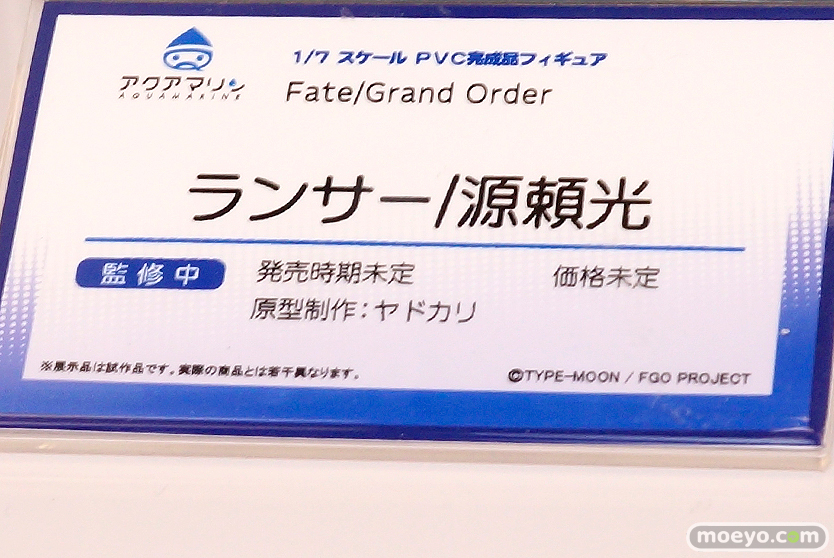 アクアマリン
AQUAMARINE
1/7 スケール PVC完成品フィギュア
Fate/Grand Order
ランサー/源頼光
監修中
発売時期未定
価格未定
原型制作：ヤドカリ
※展示品は試作品です。実際の商品とは若干異なります。
©TYPE-MOON / FGO PROJECT
moeyo.com